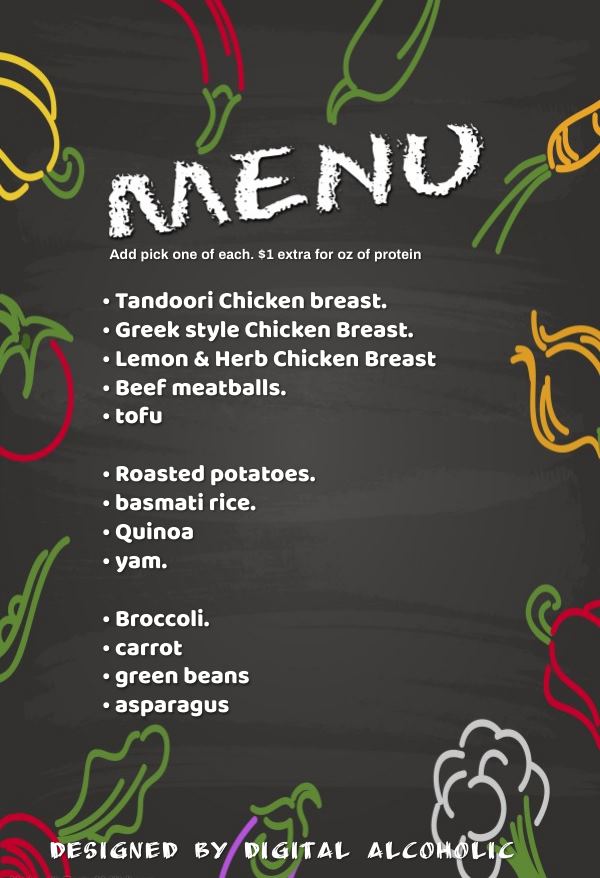 MENU
Add pick one of each. $1 extra for oz of protein
• Tandoori Chicken breast.
• Greek style Chicken Breast.
• Lemon & Herb Chicken Breast
• Beef meatballs.
• tofu
• Roasted potatoes.
• basmati rice.
• Quinoa
• yam.
• Broccoli.
• carrot
• green beans
• asparagus
DESIGNED BY DIGITAL ALCOHOLIC